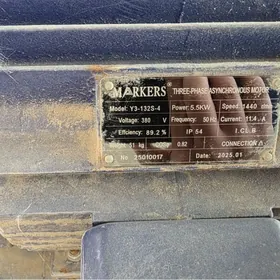 MARKERS THREE-PHASE ASYNCHRONOUS MOTOR
Model: Y3-132S-4 Power: 5.5KW Speed: 1440 r/min
Voltage: 380 V Frequency: 50 Hz Current: 11.4 A
Efficiency: 89.2 % IP 54 I.CL.B
51 kg 0.82 CONNECTION △
No 25010017 DATE: 2025.01